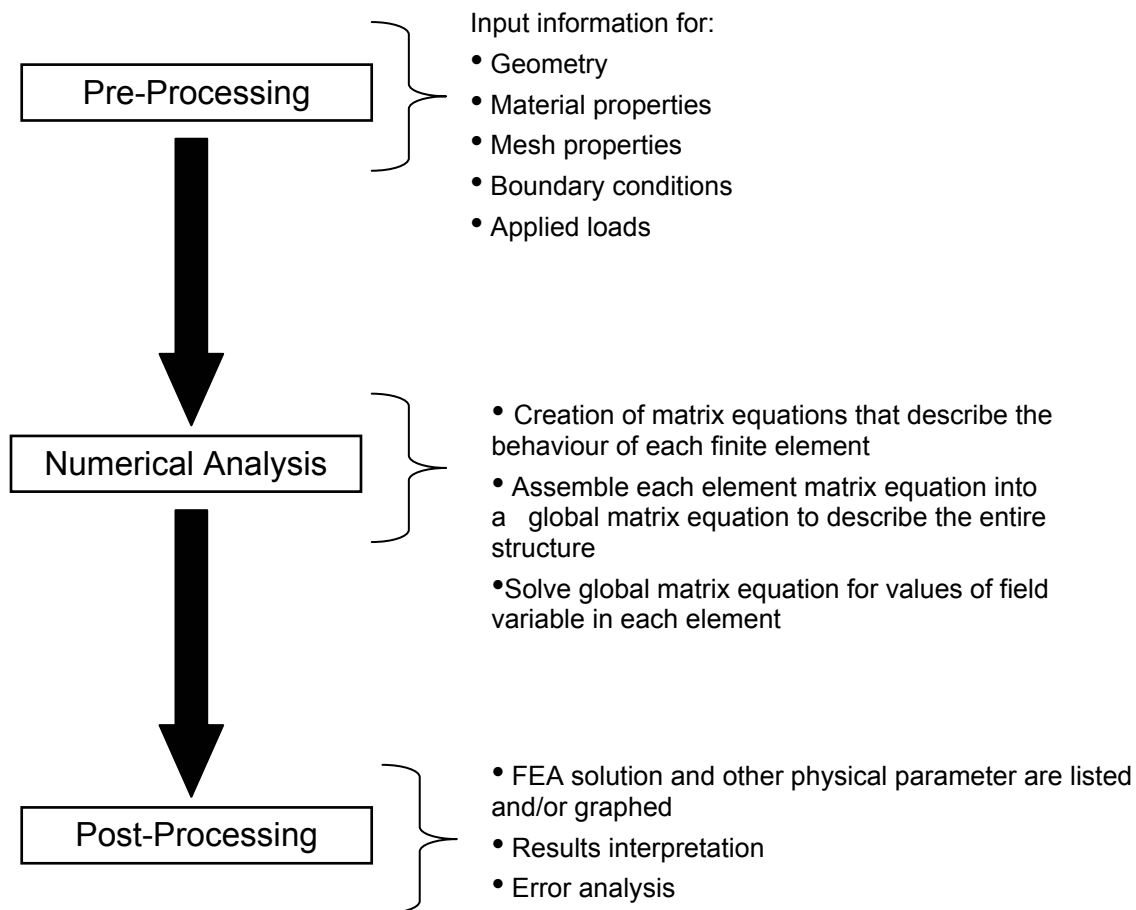 Pre-Processing
Input information for:
• Geometry
• Material properties
• Mesh properties
• Boundary conditions
• Applied loads
Numerical Analysis
• Creation of matrix equations that describe the
behaviour of each finite element
• Assemble each element matrix equation into
a global matrix equation to describe the entire
structure
•Solve global matrix equation for values of field
variable in each element
Post-Processing
• FEA solution and other physical parameter are listed
and/or graphed
• Results interpretation
• Error analysis